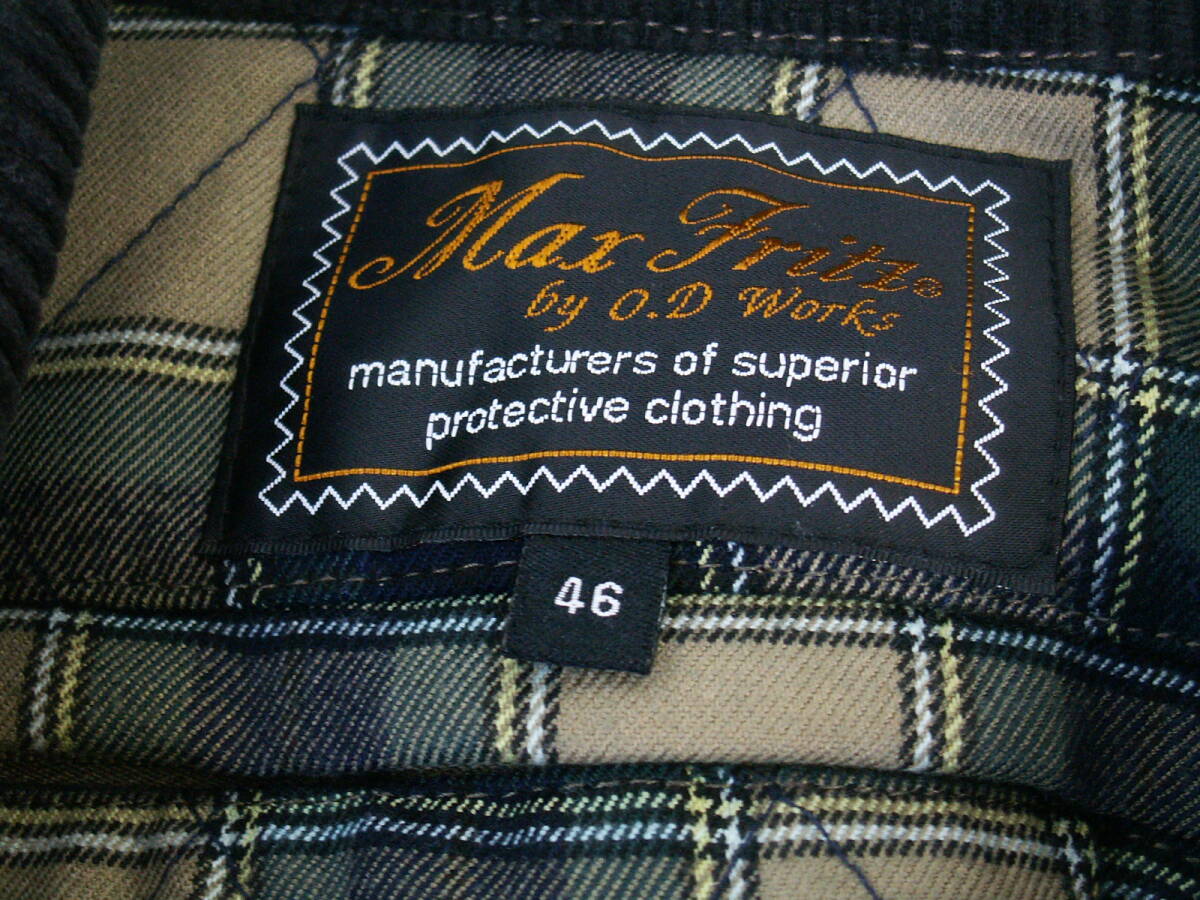 Max Fritz®
by O.D Works
manufacturers of superior
protective clothing
46